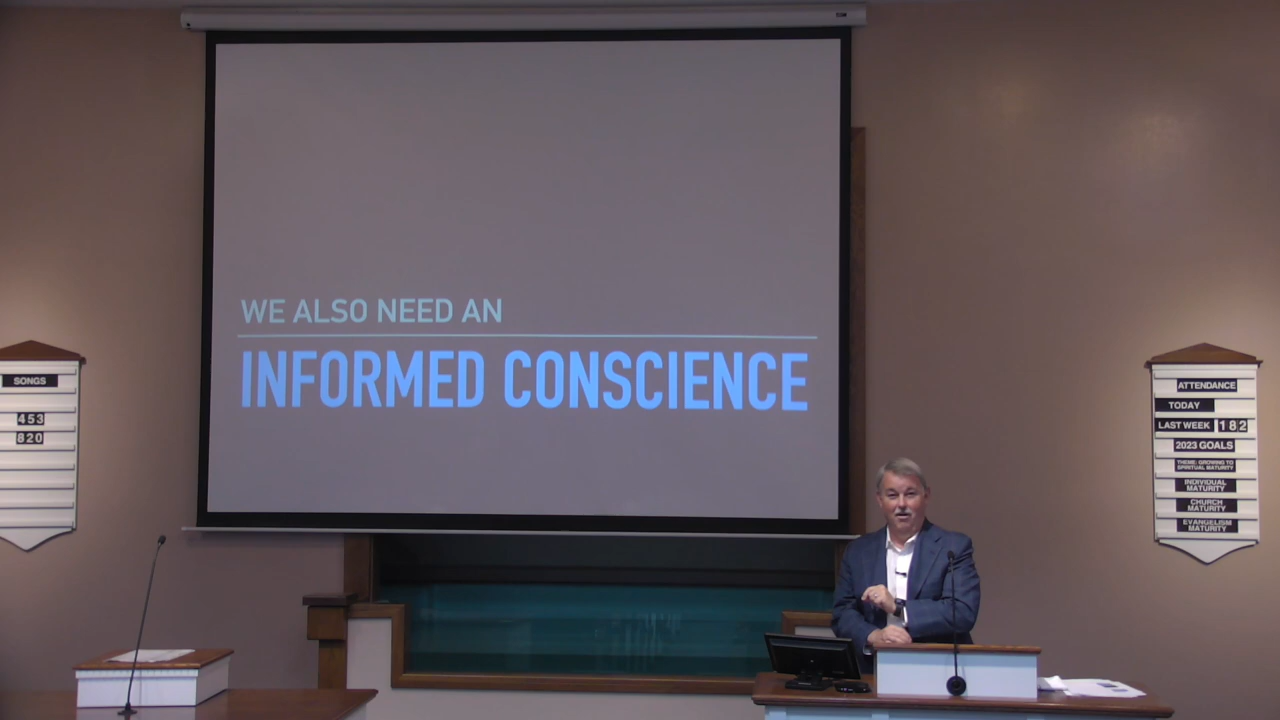 WE ALSO NEED AN
INFORMED CONSCIENCE
SONGS
453
820
ATTENDANCE
TODAY
LAST WEEK 182
2023 GOALS
THEME: GROWING TO
SPIRITUAL MATURITY
INDIVIDUAL
MATURITY
CHURCH
MATURITY
EVANGELISM
MATURITY